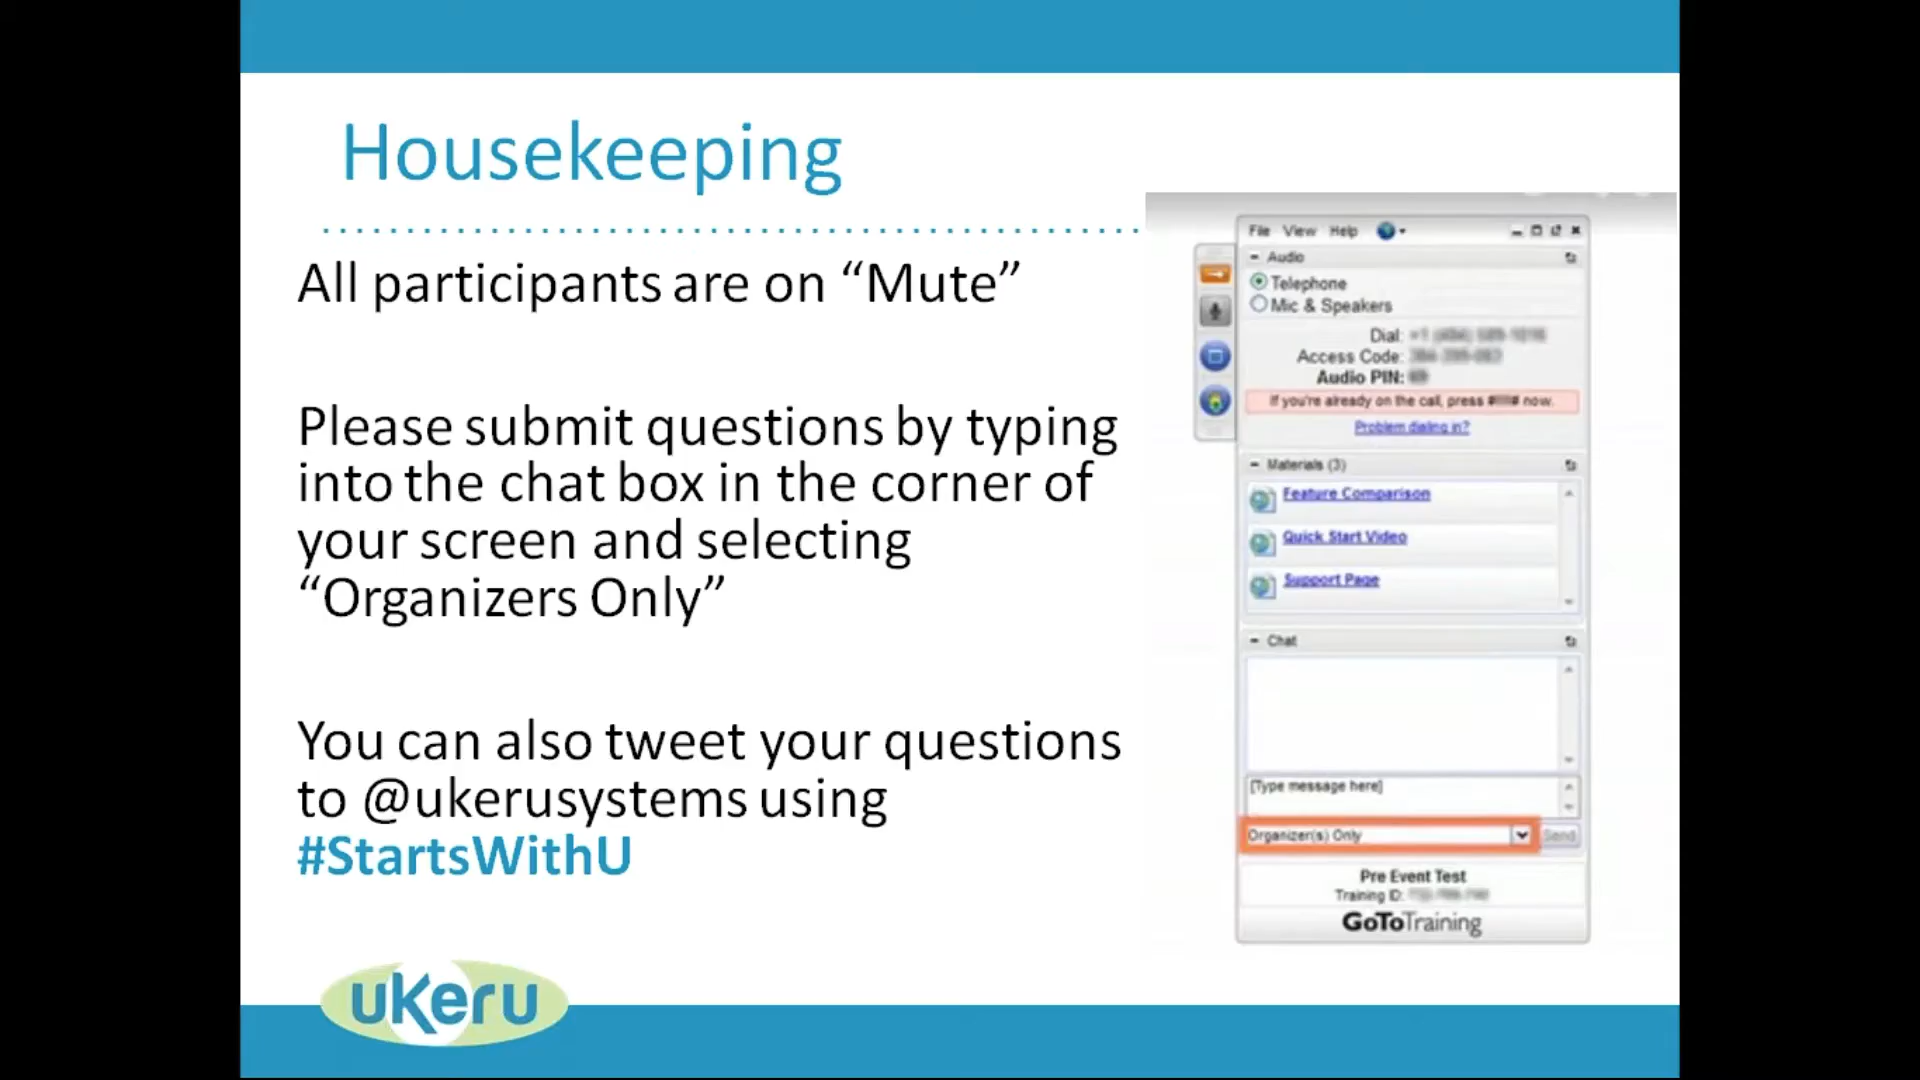 Housekeeping
All participants are on “Mute”
Please submit questions by typing
into the chat box in the corner of
your screen and selecting
“Organizers Only”
You can also tweet your questions
to @ukerusystems using
#StartsWithU
ukeru
File View Help
Audio
Telephone
Mic & Speakers
Dial:
Access Code:
Audio PIN:
If you're already on the call, press now.
Problem dialing in?
Materials (3)
Feature Comparison
Quick Start Video
Support Page
Chat
[Type message here]
Organizer(s) Only
Send
Pre Event Test
Training ID:
GoToTraining